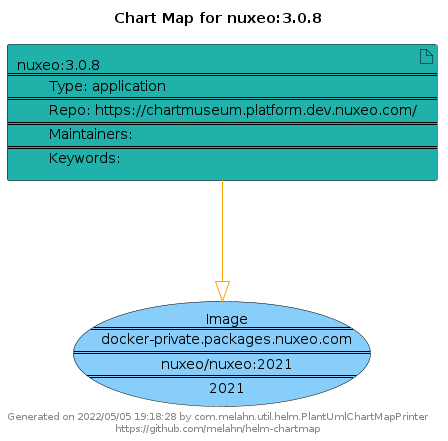 Chart Map for nuxeo:3.0.8
nuxeo:3.0.8
Type: application
Repo: https://chartmuseum.platform.dev.nuxeo.com/
Maintainers:
Keywords:
Image
docker-private.packages.nuxeo.com
nuxeo/nuxeo:2021
2021
Generated on 2022/05/05 19:18:28 by com.melahn.util.helm.PlantUmlChartMapPrinter
https://github.com/melahn/helm-chartmap